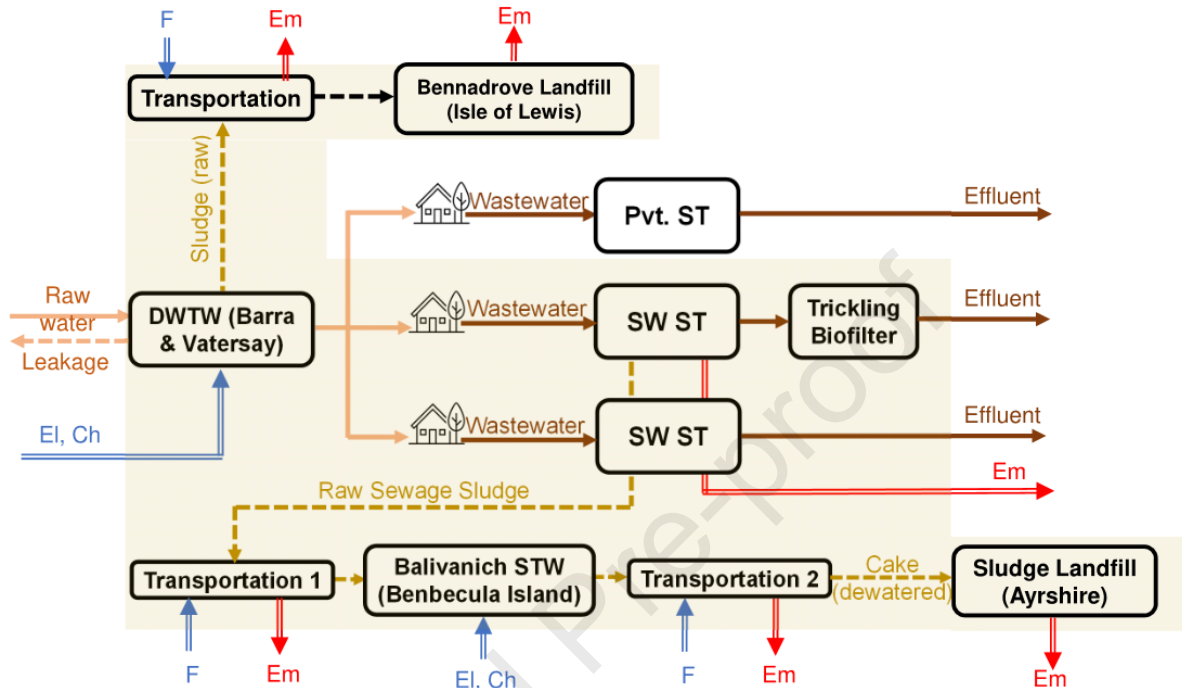 F
Em
Em
Transportation
Bennadrove Landfill
(Isle of Lewis)
Sludge (raw)
Wastewater
Pvt. ST
Effluent
Raw
water
Leakage
DWTW (Barra
& Vatersay)
Wastewater
SW ST
Trickling
Biofilter
Effluent
El, Ch
Wastewater
SW ST
Effluent
Em
Raw Sewage Sludge
Transportation 1
Balivanich STW
(Benbecula Island)
Transportation 2
Cake
(dewatered)
Sludge Landfill
(Ayrshire)
F
Em
El, Ch
F
Em
Em
Pre-proof